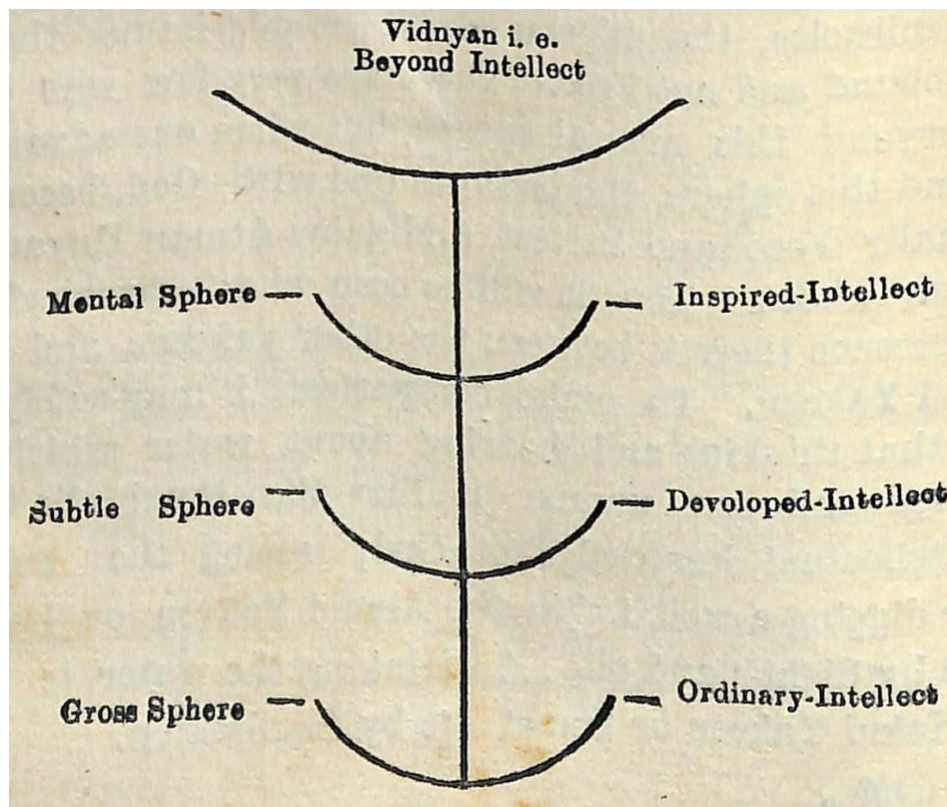 Vidnyan i. e.
Beyond Intellect
Mental Sphere — Inspired-Intellect
Subtle Sphere — Devoloped-Intellect
Gross Sphere — Ordinary-Intellect